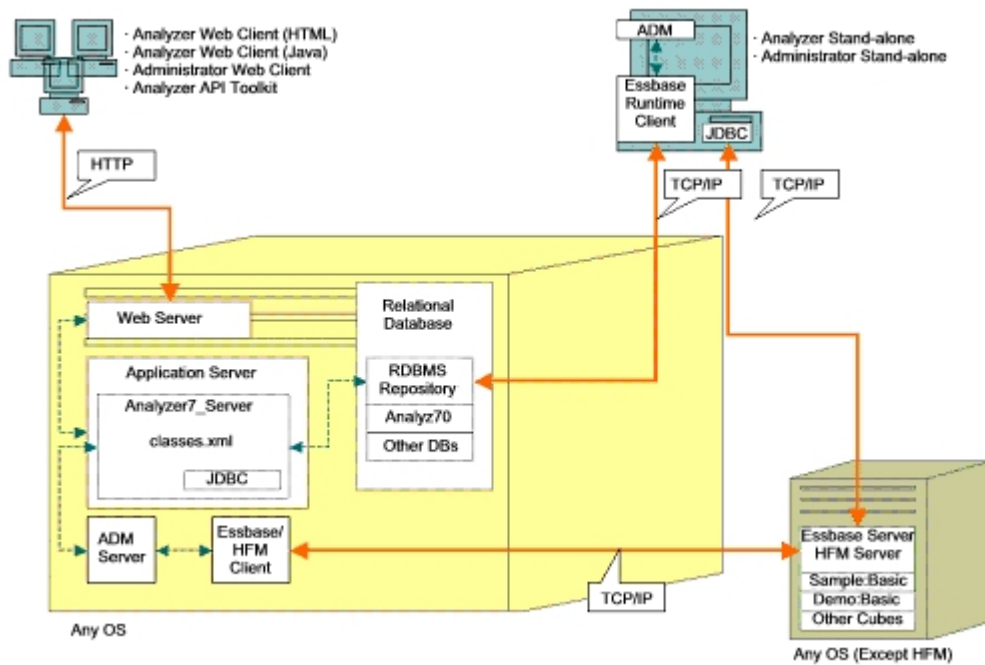 · Analyzer Web Client (HTML)
· Analyzer Web Client (Java)
· Administrator Web Client
· Analyzer API Toolkit
ADM
Essbase
Runtime
Client
JDBC
· Analyzer Stand-alone
· Administrator Stand-alone
HTTP
TCP/IP
TCP/IP
Web Server
Relational
Database
Application Server
Analyzer7_Server
classes.xml
JDBC
RDBMS
Repository
Analyz70
Other DBs
ADM
Server
Essbase/
HFM
Client
TCP/IP
Essbase Server
HFM Server
Sample:Basic
Demo:Basic
Other Cubes
Any OS
Any OS (Except HFM)